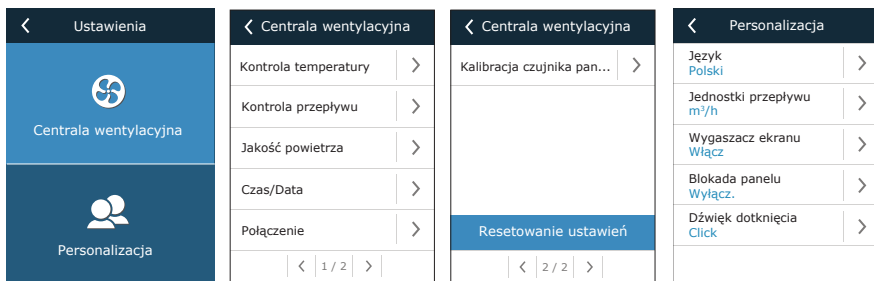 Ustawienia
Centrala wentylacyjna
Personalizacja
Centrala wentylacyjna
Kontrola temperatury
Kontrola przepływu
Jakość powietrza
Czas/Data
Połączenie
1 / 2
Centrala wentylacyjna
Kalibracja czujnika pan...
Resetowanie ustawień
2 / 2
Personalizacja
Język
Polski
Jednostki przepływu
m³/h
Wygaszacz ekranu
Włącz
Blokada panelu
Wyłącz.
Dźwięk dotknięcia
Click